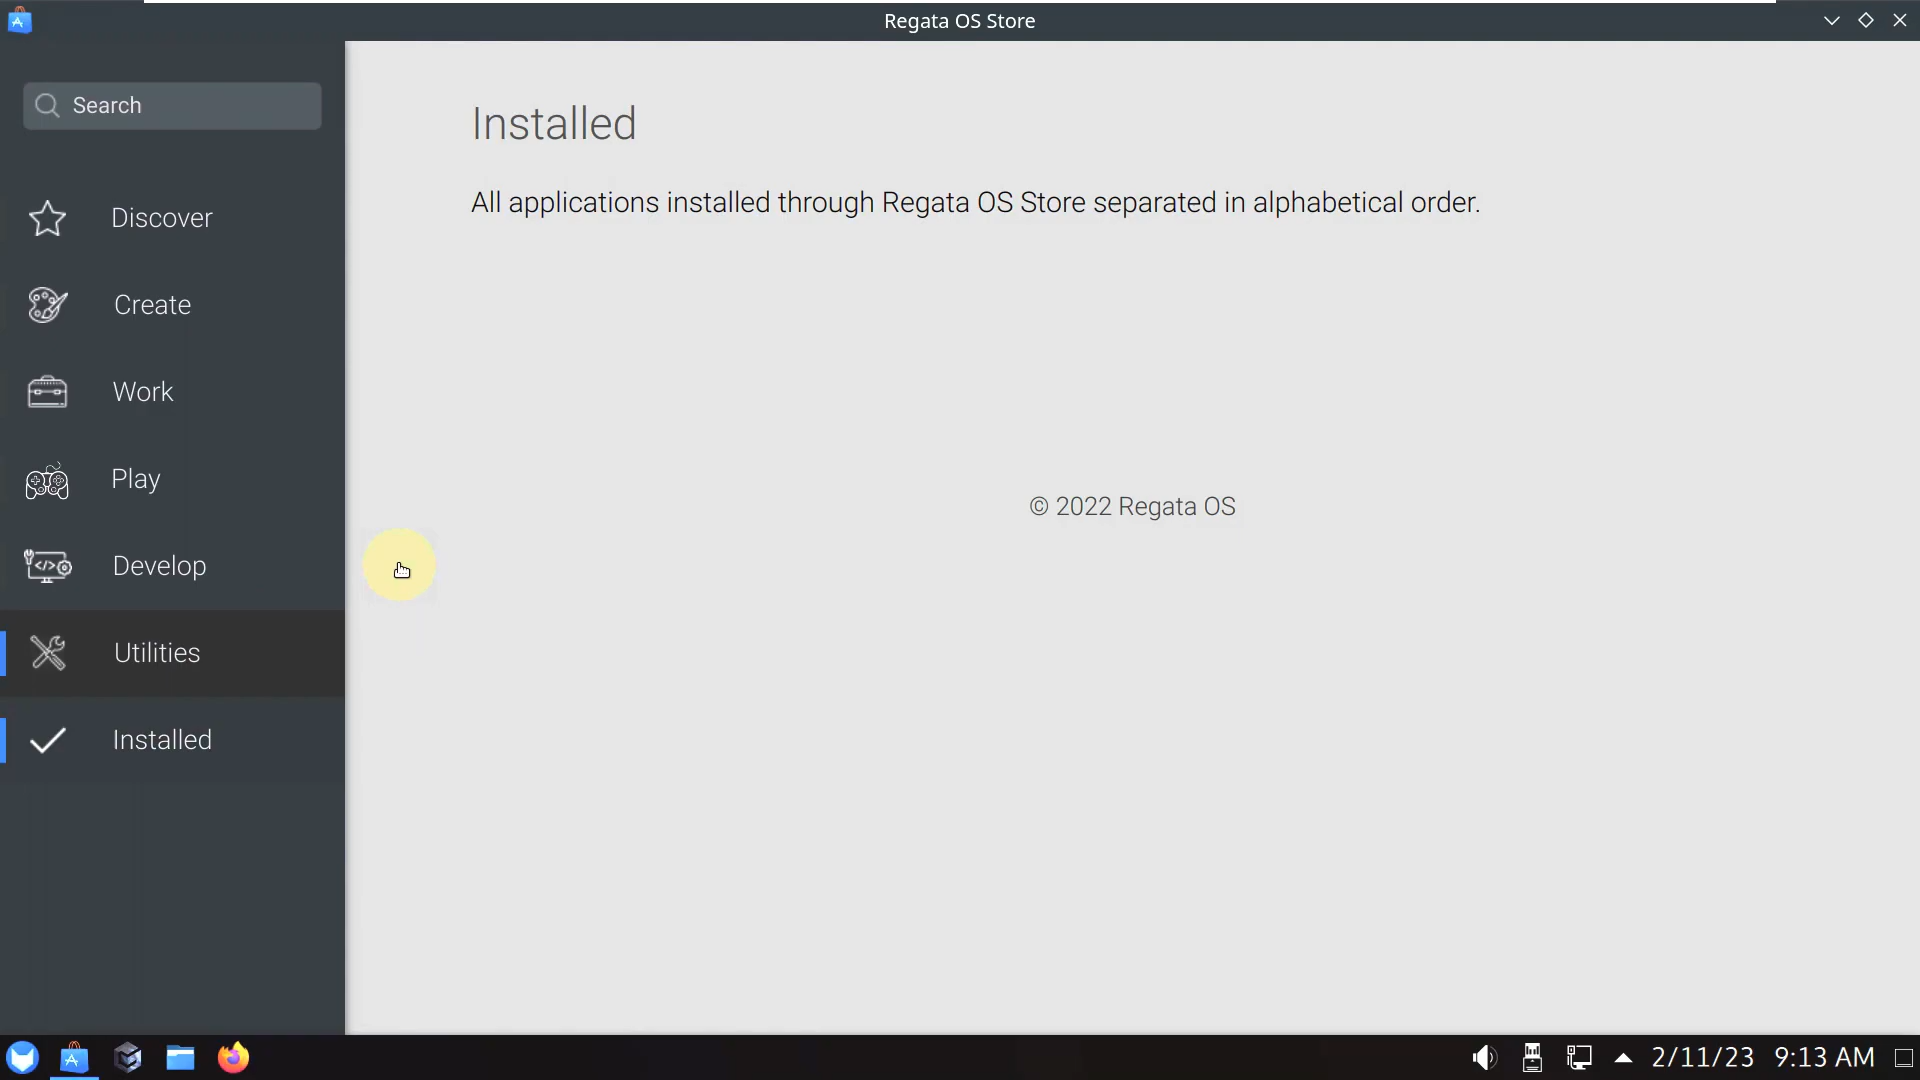 Regata OS Store
Search
Discover
Create
Work
Play
Develop
Utilities
Installed
Installed
All applications installed through Regata OS Store separated in alphabetical order.
© 2022 Regata OS
2/11/23 9:13 AM